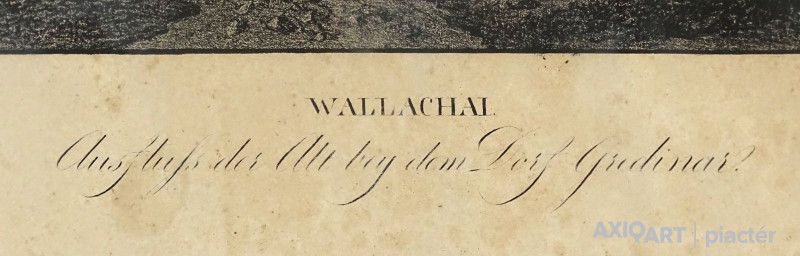 WALLACHAI.
Ausfluſs der Alt bey dem Dorf Gredinar.
AXIOART | piactér